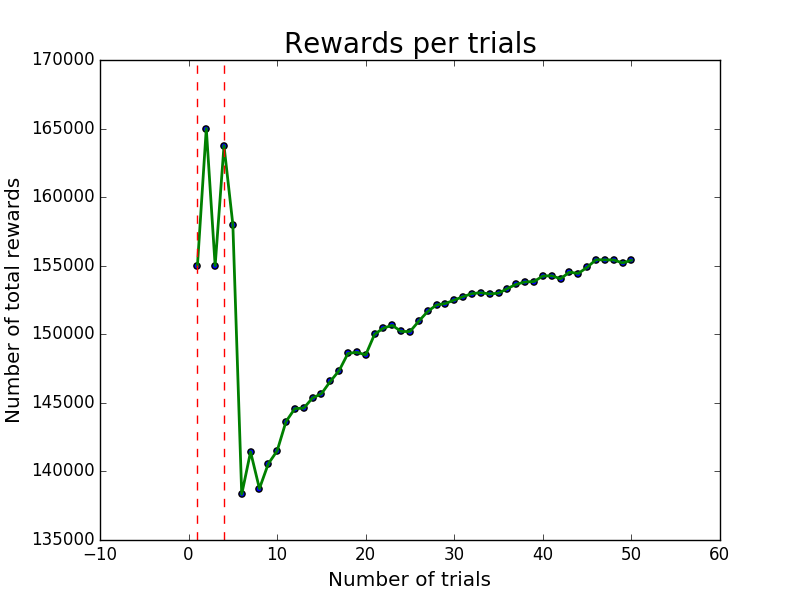 Rewards per trials
Number of total rewards
170000
165000
160000
155000
150000
145000
140000
135000
−10 0 10 20 30 40 50 60
Number of trials